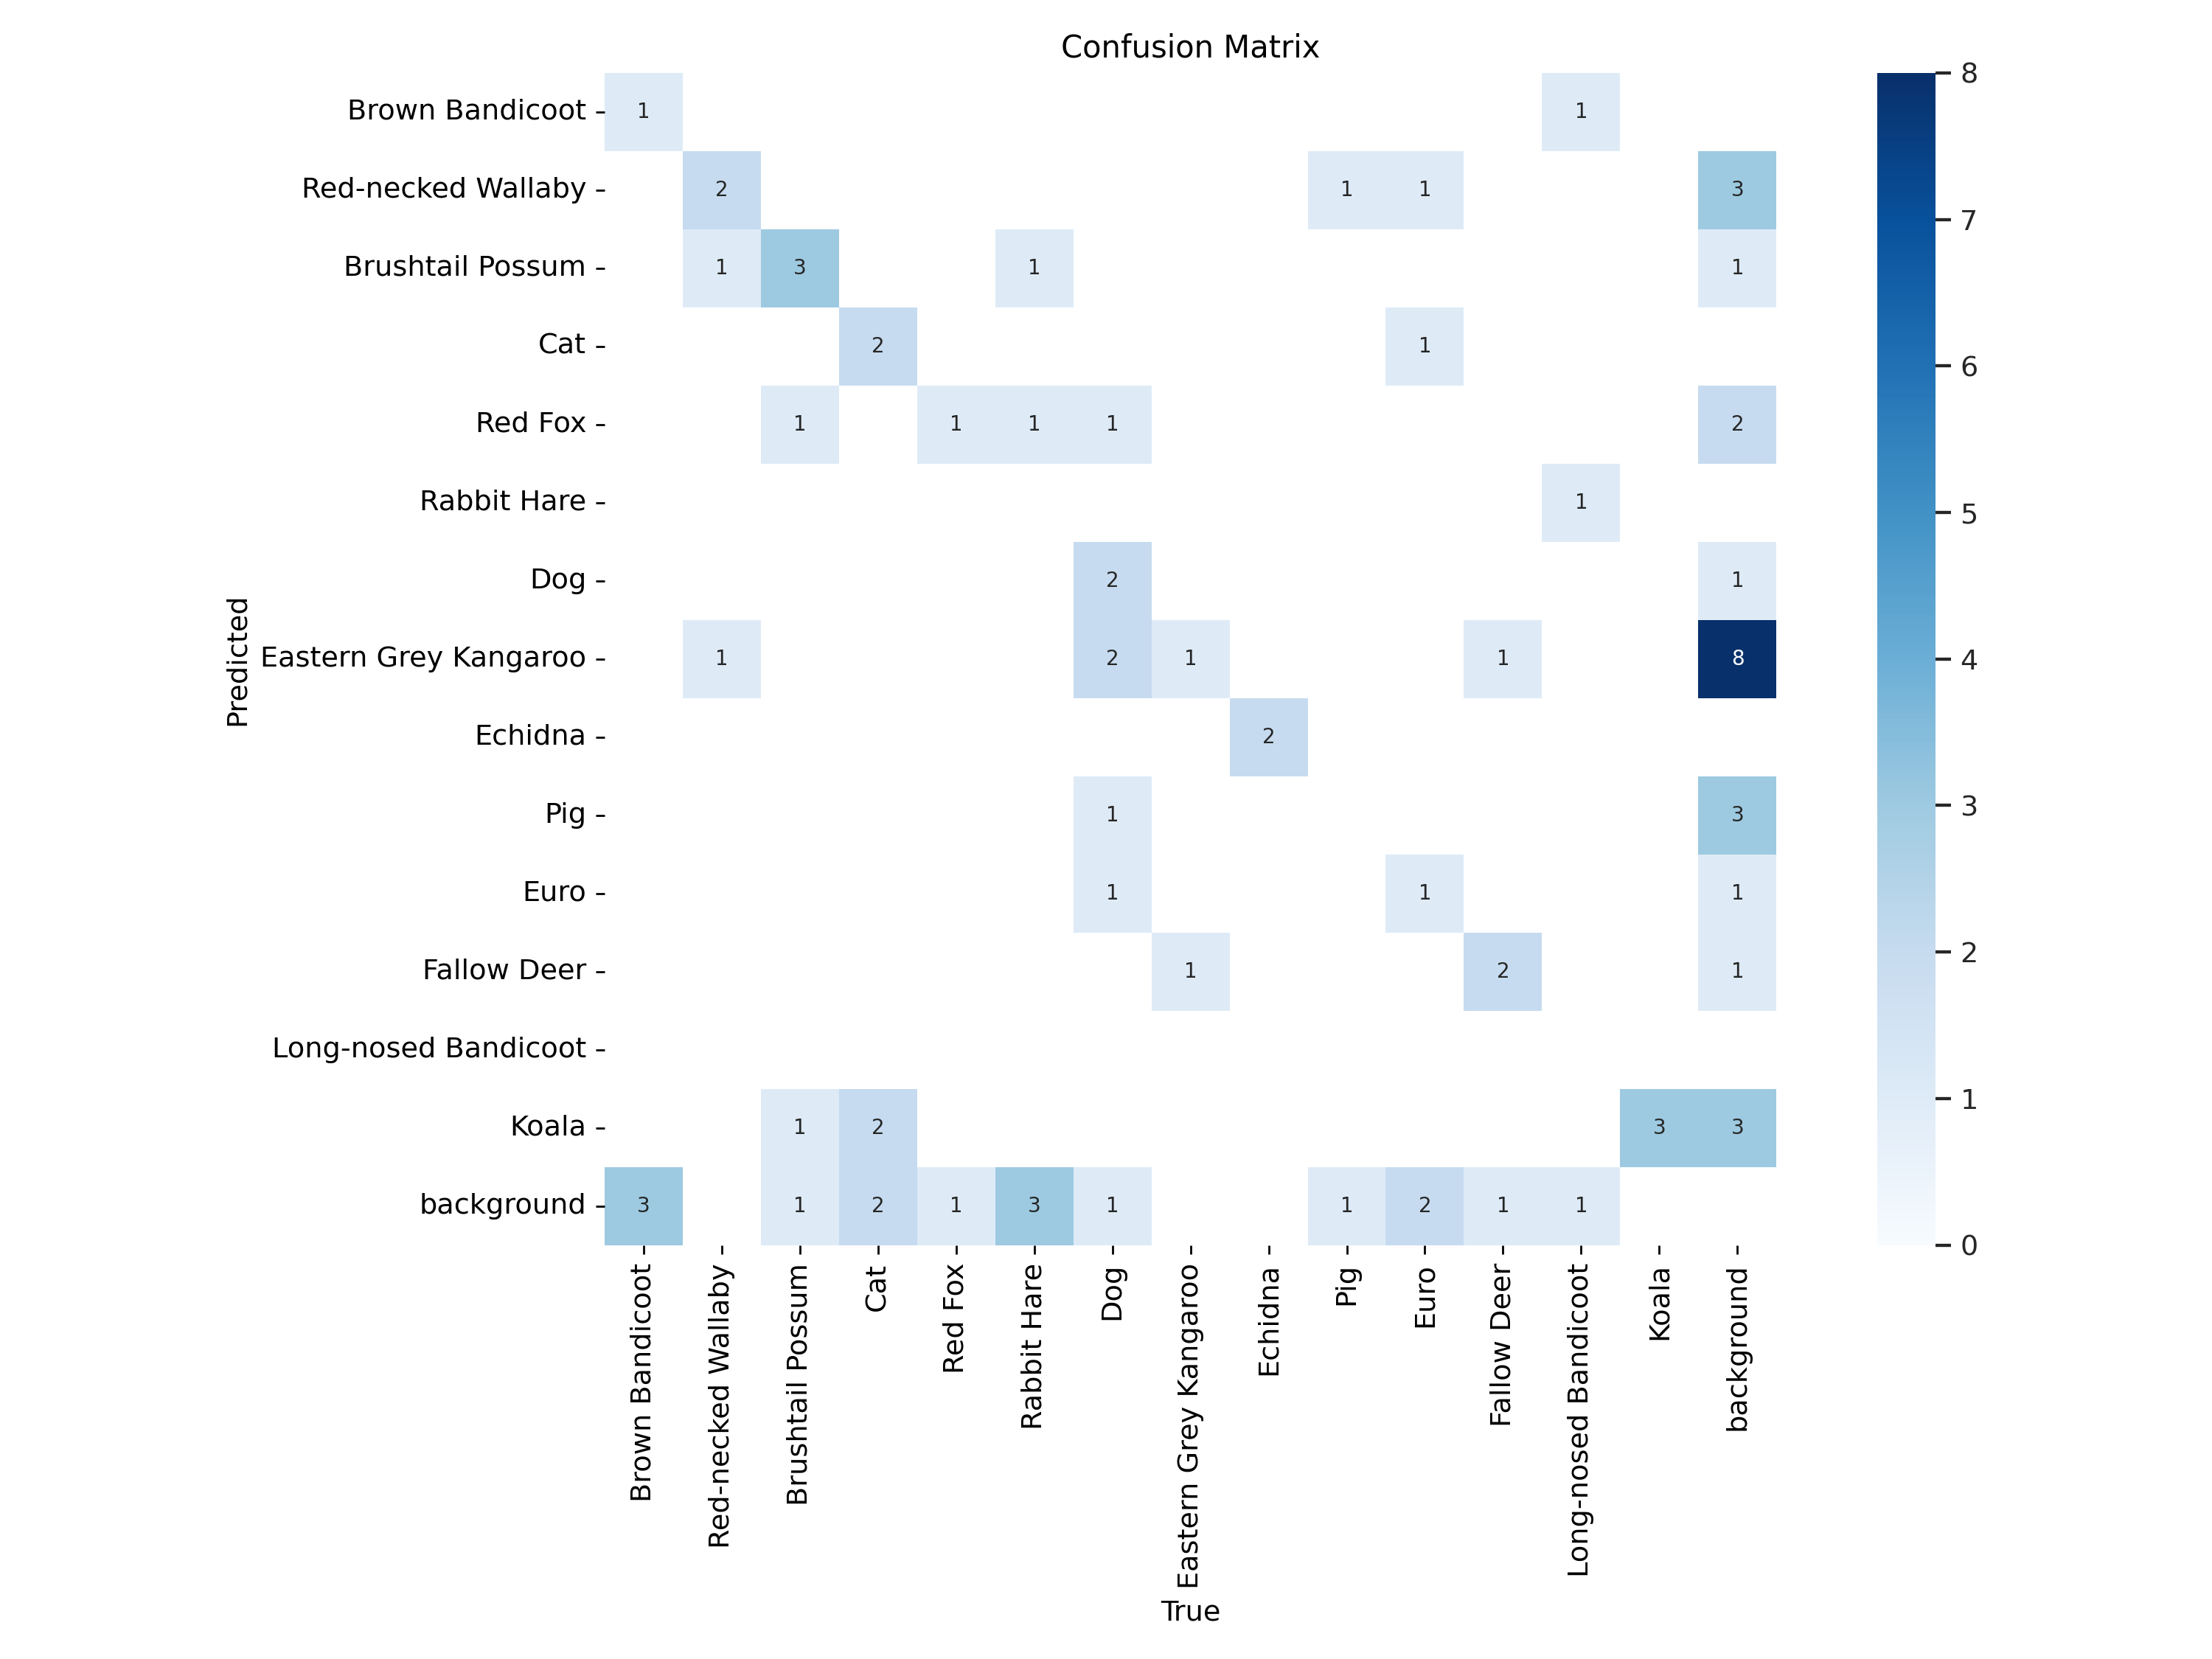 Confusion Matrix
Brown Bandicoot 1 1
Red-necked Wallaby 2 1 1 3
Brushtail Possum 1 3 1 1
Cat 2 1
Red Fox 1 1 1 1 2
Rabbit Hare 1
Dog 2 1
Eastern Grey Kangaroo 1 2 1 1 8
Echidna 2
Pig 1 3
Euro 1 1 1
Fallow Deer 1 2 1
Long-nosed Bandicoot
Koala 1 2 3 3
background 3 1 2 1 3 1 1 2 1 1
Predicted
Brown Bandicoot
Red-necked Wallaby
Brushtail Possum
Cat
Red Fox
Rabbit Hare
Dog
Eastern Grey Kangaroo
Echidna
Pig
Euro
Fallow Deer
Long-nosed Bandicoot
Koala
background
True
8
7
6
5
4
3
2
1
0